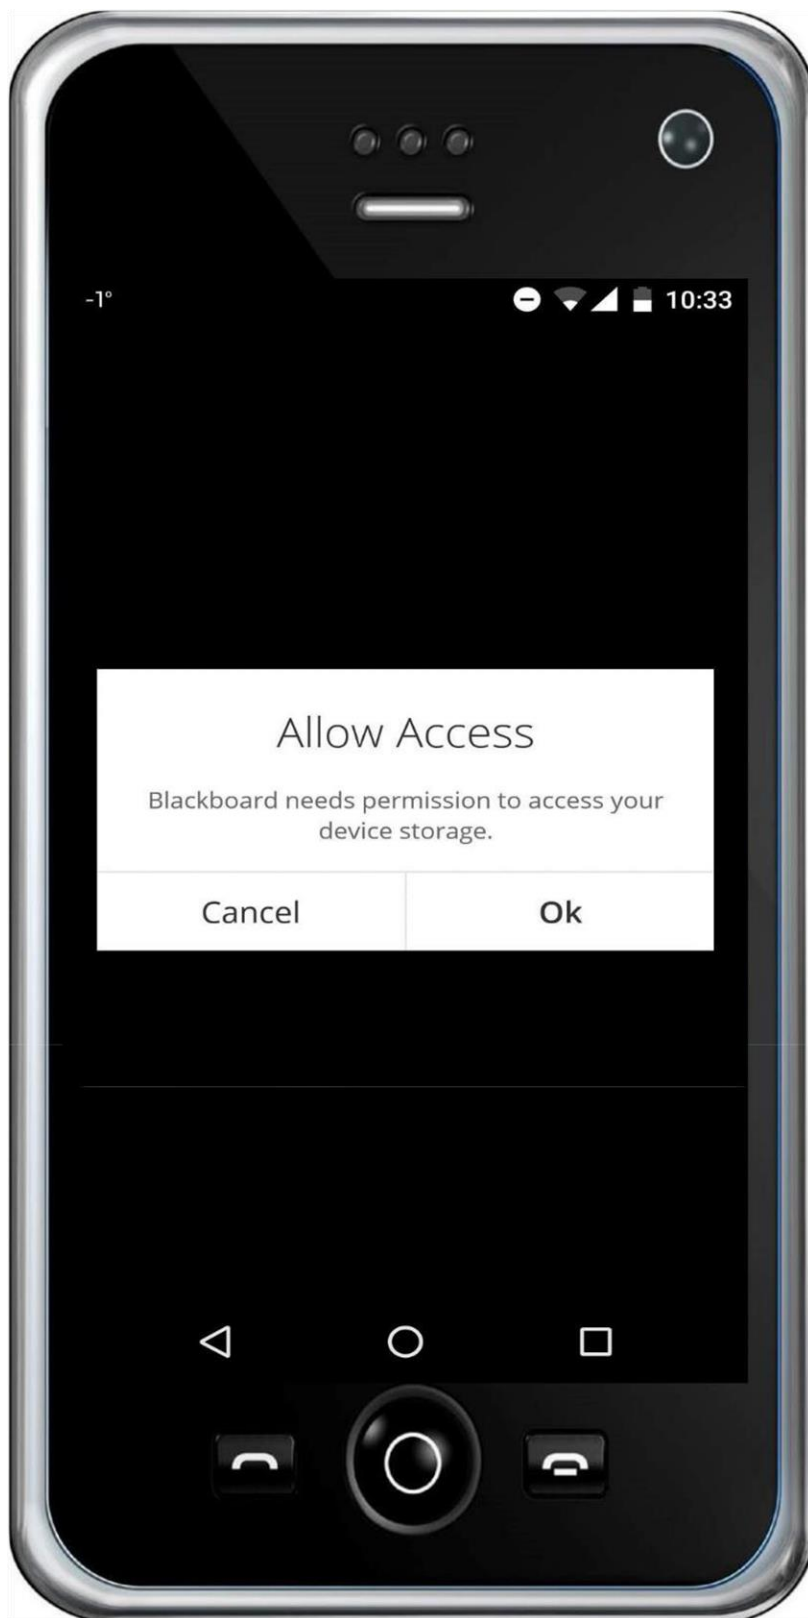 -1° 10:33
Allow Access
Blackboard needs permission to access your
device storage.
Cancel Ok